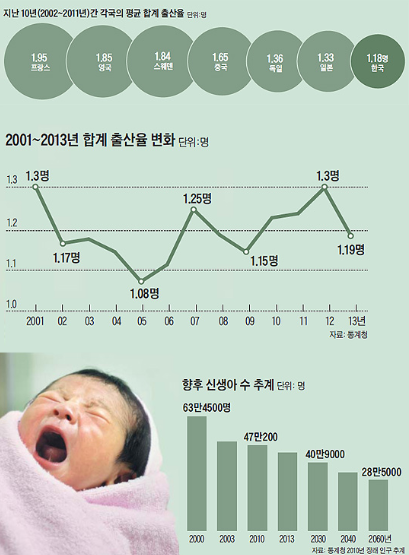 지난 10년(2002~2011년)간 각국의 평균 합계 출산율 단위:명
1.95 1.85 1.84 1.65 1.36 1.33 1.18명
프랑스 영국 스웨덴 중국 독일 일본 한국
2001~2013년 합계 출산율 변화 단위:명
1.3
1.2
1.1
1.0
1.3명
1.17명
1.08명
1.25명
1.15명
1.3명
1.19명
2001 02 03 04 05 06 07 08 09 10 11 12 13년
자료: 통계청
향후 신생아 수 추계 단위: 명
63만4500명
47만200
40만9000
28만5000
2000 2003 2010 2013 2030 2040 2060년
자료: 통계청 2010년 장래 인구 추계